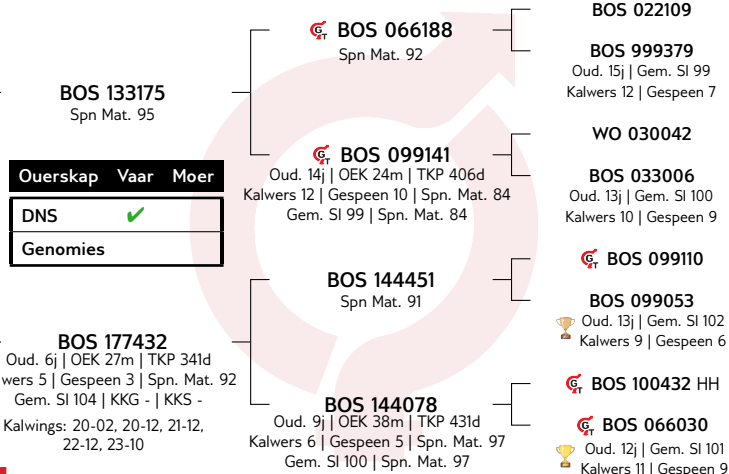 BOS 133175
Spn Mat. 95
Ouerskap Vaar Moer
DNS ✔
Genomies
BOS 177432
Oud. 6j | OEK 27m | TKP 341d
wers 5 | Gespeen 3 | Spn. Mat. 92
Gem. SI 104 | KKG - | KKS -
Kalwings: 20-02, 20-12, 21-12,
22-12, 23-10
GT BOS 066188
Spn Mat. 92
GT BOS 099141
Oud. 14j | OEK 24m | TKP 406d
Kalwers 12 | Gespeen 10 | Spn. Mat. 84
Gem. SI 99 | Spn. Mat. 84
BOS 144451
Spn Mat. 91
BOS 144078
Oud. 9j | OEK 38m | TKP 431d
Kalwers 6 | Gespeen 5 | Spn. Mat. 97
Gem. SI 100 | Spn. Mat. 97
BOS 022109
BOS 999379
Oud. 15j | Gem. SI 99
Kalwers 12 | Gespeen 7
WO 030042
BOS 033006
Oud. 13j | Gem. SI 100
Kalwers 10 | Gespeen 9
GT BOS 099110
BOS 099053
Oud. 13j | Gem. SI 102
Kalwers 9 | Gespeen 6
GT BOS 100432 HH
GT BOS 066030
Oud. 12j | Gem. SI 101
Kalwers 11 | Gespeen 9